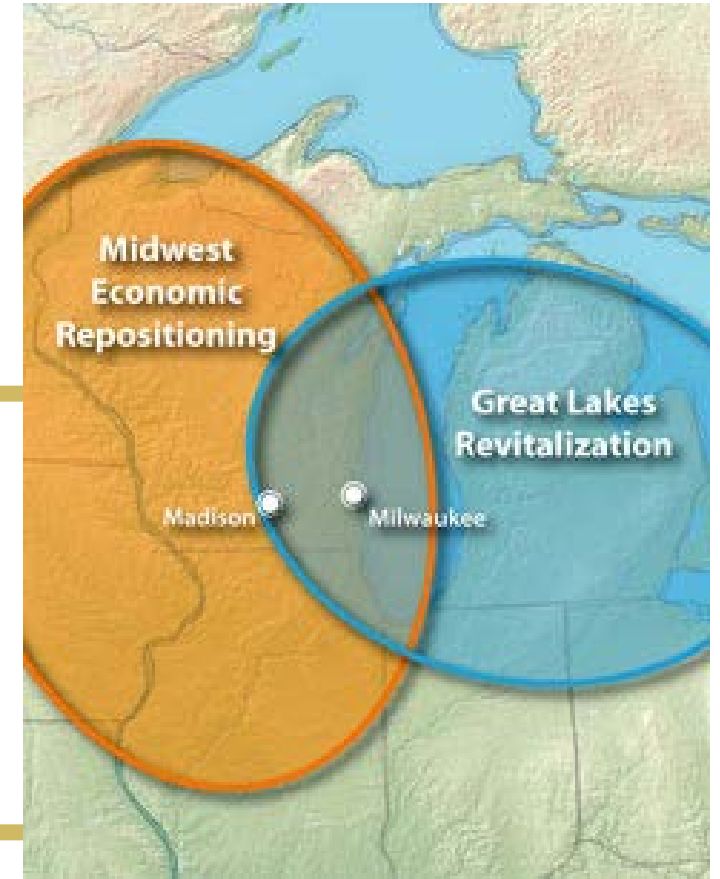 Midwest
Economic
Repositioning
Great Lakes
Revitalization
Madison
Milwaukee